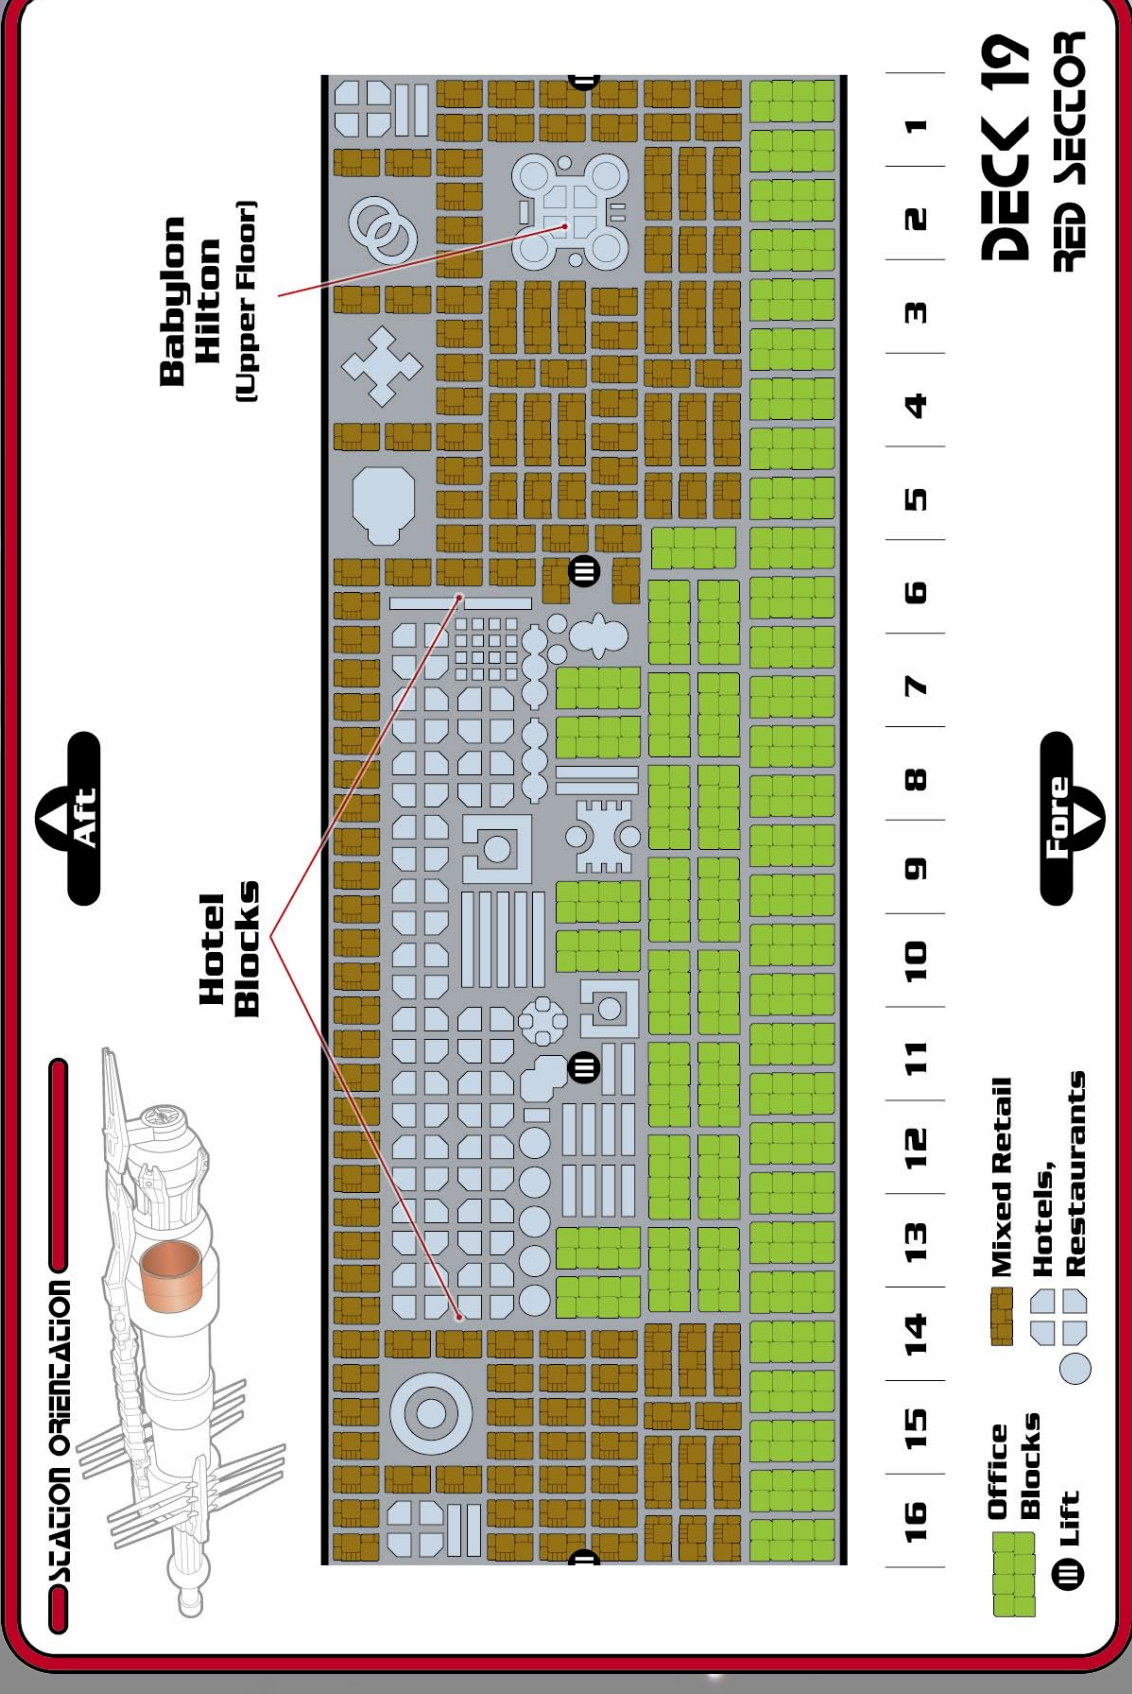 DECK 19
RED SECTOR
1
2
3
4
5
6
7
8
9
10
11
12
13
14
15
16
Babylon
Hilton
(Upper Floor)
Aft
Fore
Hotel
Blocks
STATION ORIENTATION
Mixed Retail
Hotels,
Restaurants
Office
Blocks
Lift